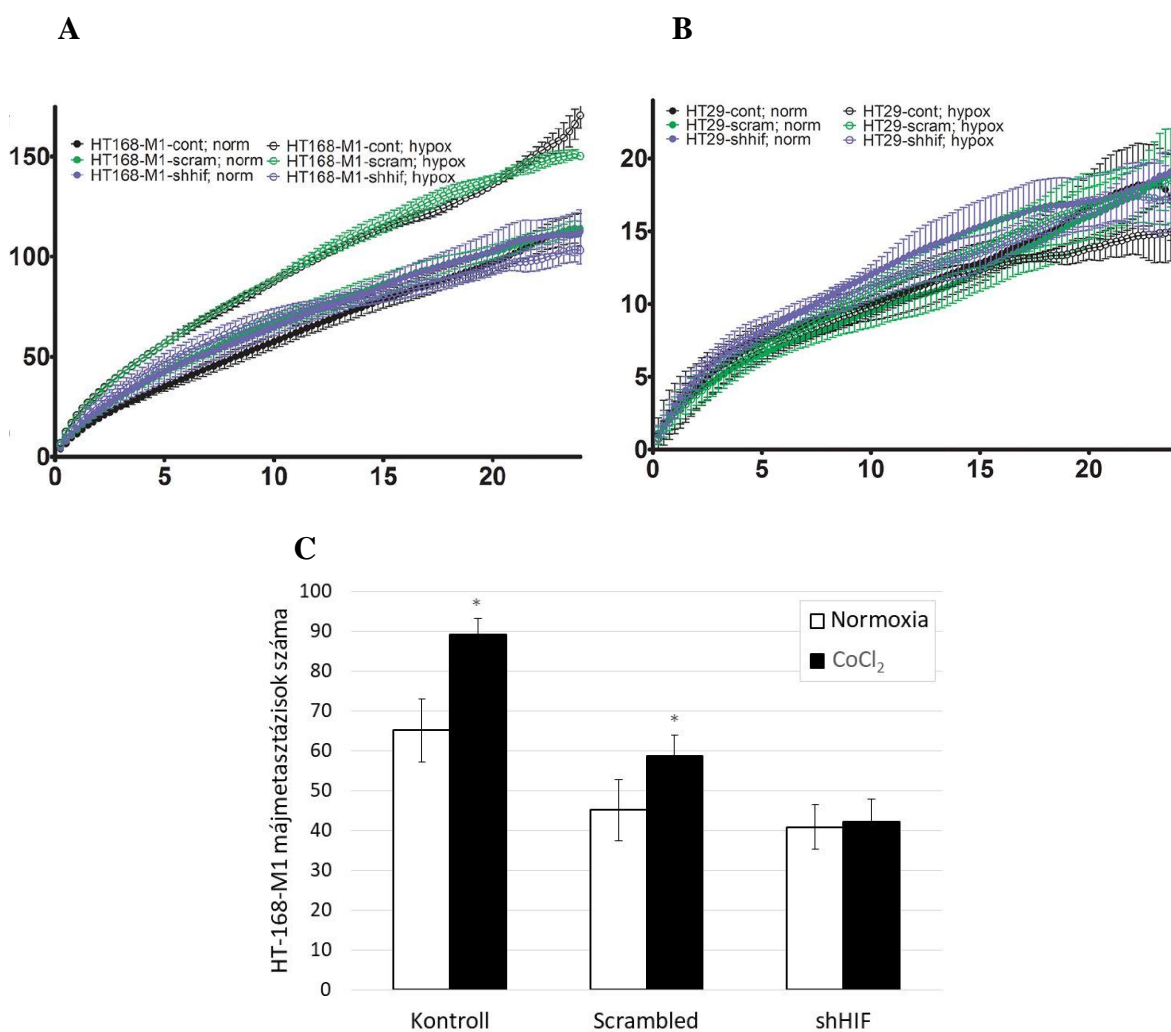 A
B
HT168-M1-cont; norm
HT168-M1-cont; hypox
HT168-M1-scram; norm
HT168-M1-scram; hypox
HT168-M1-shhif; norm
HT168-M1-shhif; hypox
150
100
50
0
0 5 10 15 20
HT29-cont; norm
HT29-cont; hypox
HT29-scram; norm
HT29-scram; hypox
HT29-shhif; norm
HT29-shhif; hypox
20
15
10
5
0
0 5 10 15 20
C
HT-168-M1 májmetasztázisok száma
100
90
80
70
60
50
40
30
20
10
0
*
*
Normoxia
CoCl2
Kontroll
Scrambled
shHIF